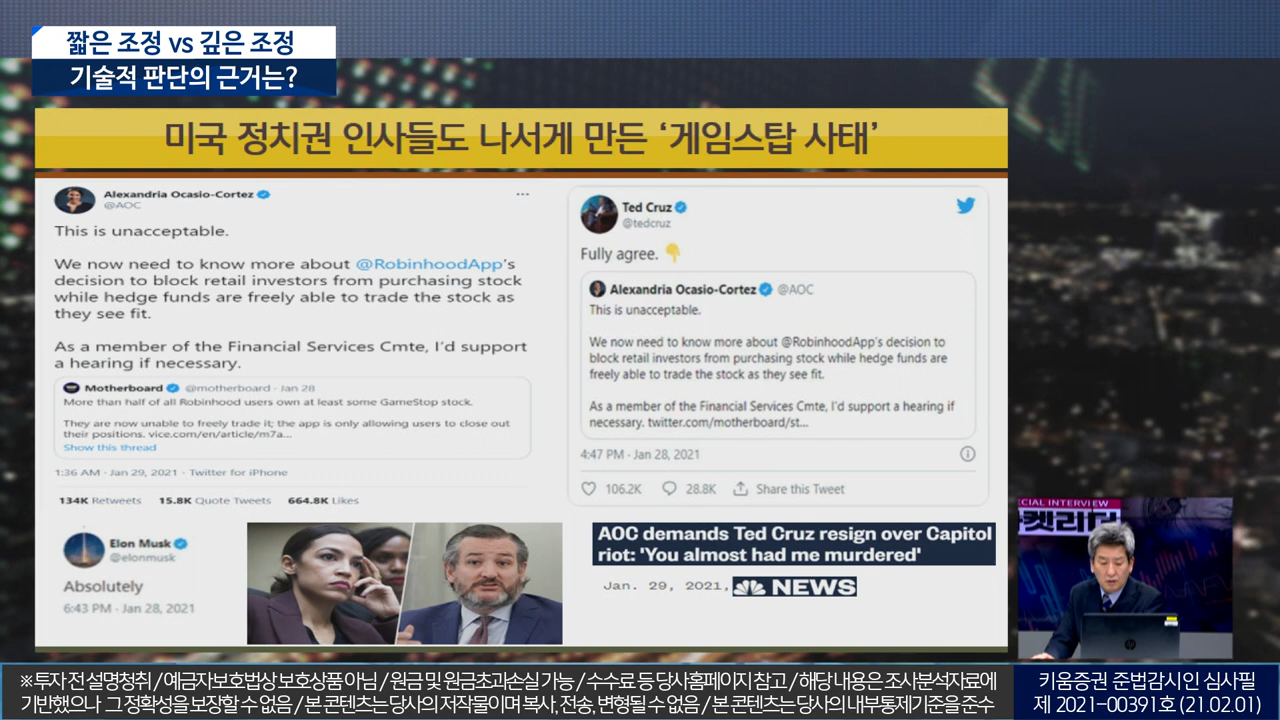 짧은 조정 vs 깊은 조정
기술적 판단의 근거는?
미국 정치권 인사들도 나서게 만든 ‘게임스탑 사태’
Alexandria Ocasio-Cortez
@AOC
This is unacceptable.
We now need to know more about @RobinhoodApp's
decision to block retail investors from purchasing stock
while hedge funds are freely able to trade the stock as
they see fit.
As a member of the Financial Services Cmte, I'd support
a hearing if necessary.
Motherboard @motherboard · Jan 28
More than half of all Robinhood users own at least some GameStop stock.
They are now unable to freely trade it; the app is only allowing users to close out
their positions. vice.com/en/article/m7a...
Show this thread
1:36 AM · Jan 29, 2021 · Twitter for iPhone
134K Retweets 15.8K Quote Tweets 664.8K Likes
Ted Cruz
@tedcruz
Fully agree. 👇
Alexandria Ocasio-Cortez @AOC
This is unacceptable.
We now need to know more about @RobinhoodApp's decision to
block retail investors from purchasing stock while hedge funds are
freely able to trade the stock as they see fit.
As a member of the Financial Services Cmte, I'd support a hearing if
necessary. twitter.com/motherboard/st...
4:47 PM · Jan 28, 2021
106.2K 28.8K Share this Tweet
Elon Musk
@elonmusk
Absolutely
6:43 PM · Jan 28, 2021
AOC demands Ted Cruz resign over Capitol
riot: 'You almost had me murdered'
Jan. 29, 2021, NEWS
CIAL INTERVIEW
켓리더
hp
※ 투자 전 설명청취 / 예금자보호법상 보호상품 아님 / 원금 및 원금초과손실 가능 / 수수료 등 당사홈페이지 참고 / 해당 내용은 조사분석자료에
기반했으나 그 정확성을 보장할 수 없음 / 본 콘텐츠는 당사의 저작물이며 복사, 전송, 변형될 수 없음 / 본 콘텐츠는 당사의 내부통제기준을 준수
키움증권 준법감시인 심사필
제 2021-00391호 (21.02.01)